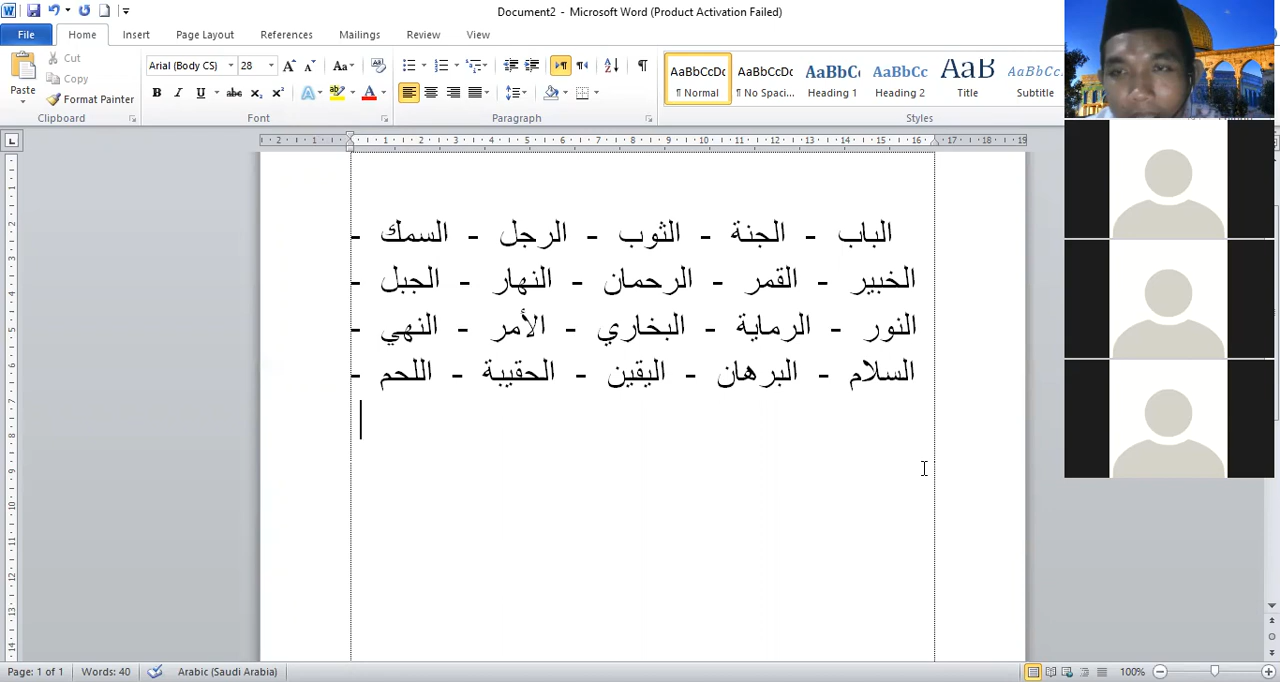 Document2 - Microsoft Word (Product Activation Failed)
File Home Insert Page Layout References Mailings Review View
Cut
Copy
Format Painter
Paste
Clipboard
Arial (Body CS) 28
Font
Paragraph
AaBbCcDc AaBbCcDc AaBbC AaBbCc AaB AaBbCc.
¶ Normal ¶ No Spaci... Heading 1 Heading 2 Title Subtitle
Styles
الباب - الجنة - الثوب - الرجل - السمك -
الخبير - القمر - الرحمان - النهار - الجبل -
النور - الرماية - البخاري - الأمر - النهي -
السلام - البرهان - اليقين - الحقيبة - اللحم -
Page: 1 of 1 Words: 40 Arabic (Saudi Arabia) 100%